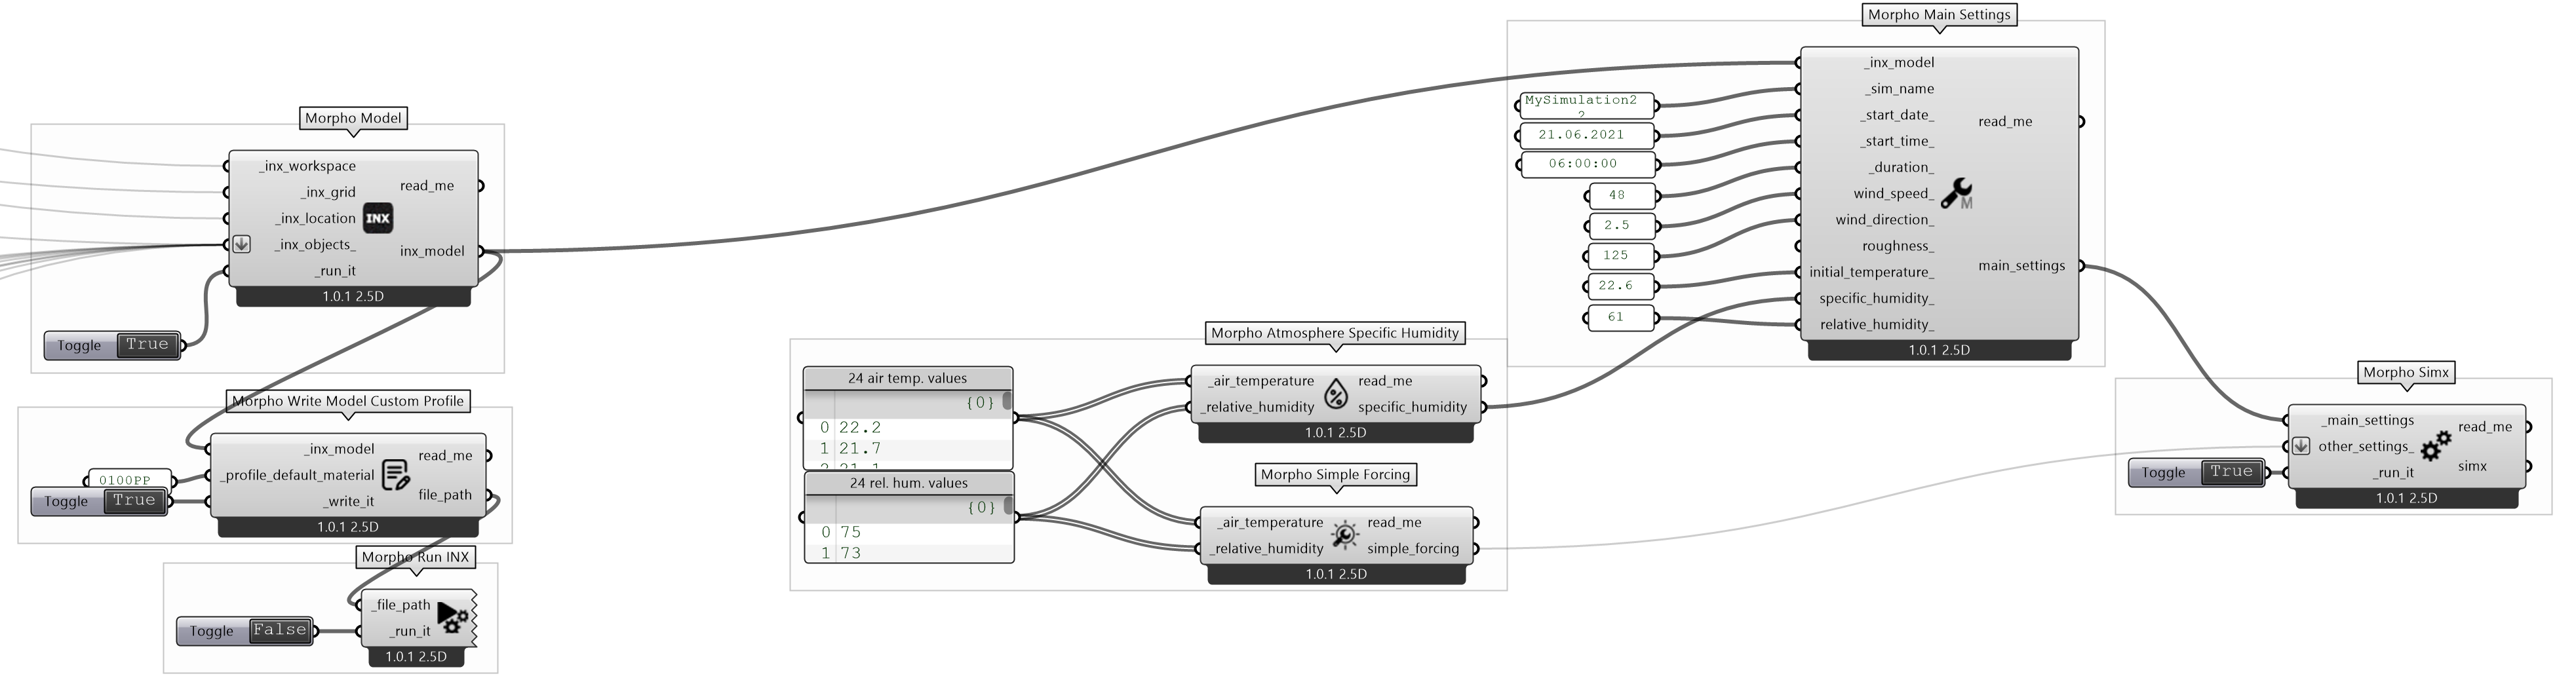 Morpho Model
_inx_workspace
_inx_grid
_inx_location
_inx_objects_
_run_it
INX
read_me
inx_model
1.0.1 2.5D
Toggle True
Morpho Write Model Custom Profile
_inx_model
_profile_default_material
_write_it
read_me
file_path
1.0.1 2.5D
0100PP
Toggle True
Morpho Run INX
_file_path
_run_it
1.0.1 2.5D
Toggle False
24 air temp. values
{0}
0 22.2
1 21.7
24 rel. hum. values
{0}
0 75
1 73
Morpho Atmosphere Specific Humidity
_air_temperature
_relative_humidity
read_me
specific_humidity
1.0.1 2.5D
Morpho Simple Forcing
_air_temperature
_relative_humidity
read_me
simple_forcing
1.0.1 2.5D
Morpho Main Settings
MySimulation2
2
21.06.2021
06:00:00
48
2.5
125
22.6
61
_inx_model
_sim_name
_start_date_
_start_time_
_duration_
wind_speed_
wind_direction_
roughness_
initial_temperature_
specific_humidity_
relative_humidity_
M
read_me
main_settings
1.0.1 2.5D
Morpho Simx
_main_settings
other_settings_
_run_it
read_me
simx
1.0.1 2.5D
Toggle True